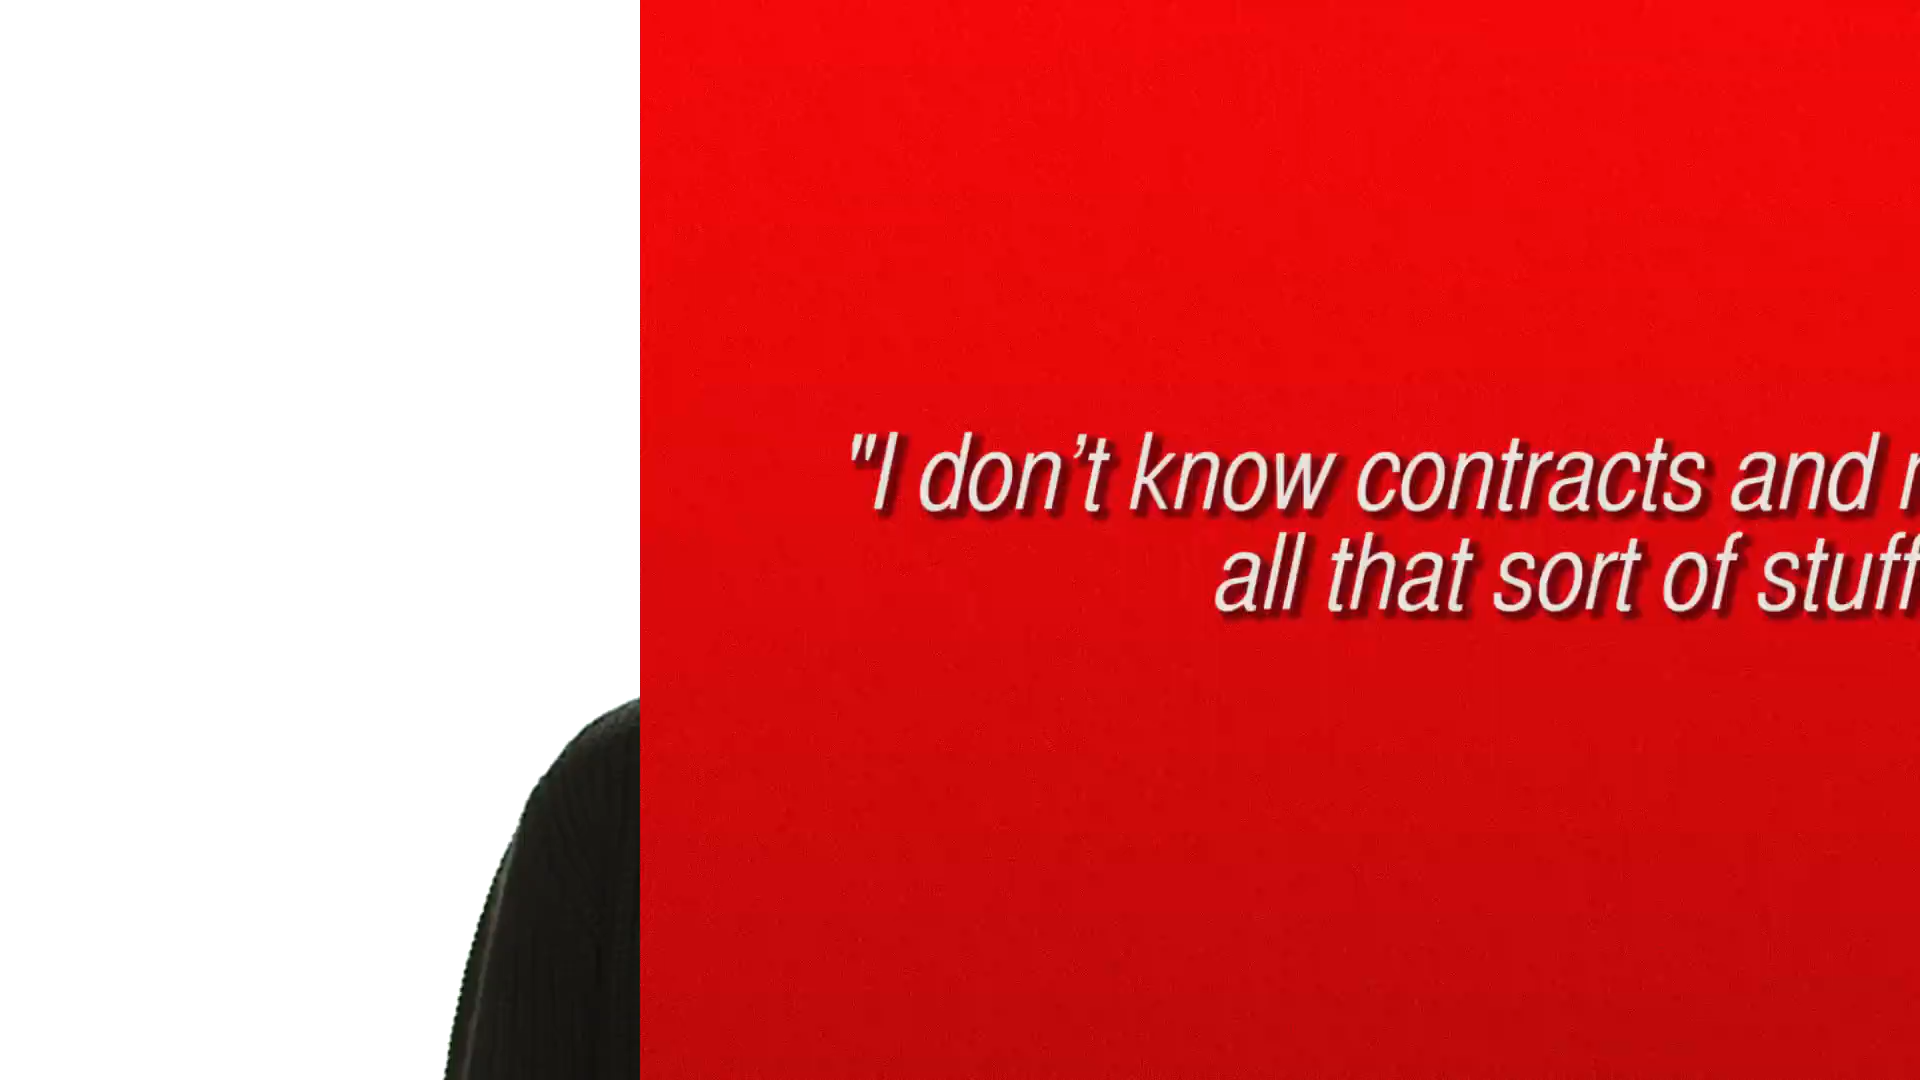 "I don’t know contracts and
all that sort of stuff